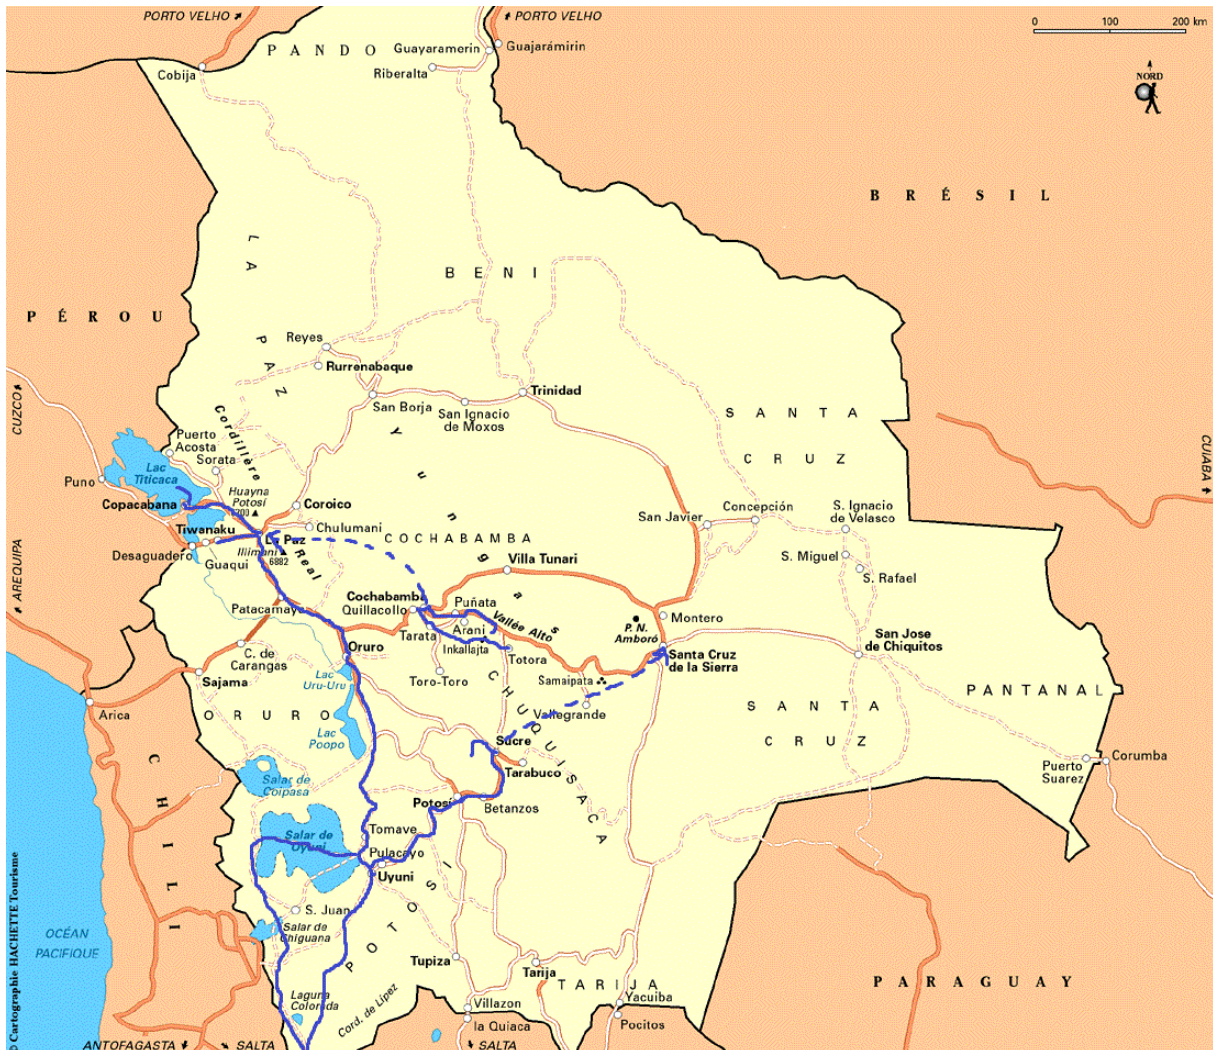 PORTO VELHO
PORTO VELHO
0 100 200 km
NORD
PANDO
Guayaramerin
Guajarámirin
Cobija
Riberalta
BRÉSIL
LA PAZ
BENI
PÉROU
Reyes
Rurrenabaque
Trinidad
San Borja
San Ignacio
de Moxos
SANTA
CRUZ
CUZCO
Cordillère
Real
Yungas
Puerto
Acosta
Sorata
Lac
Titicaca
Puno
Huayna
Potosí
6700
Copacabana
Coroico
CUIABA
San Javier
Concepción
S. Ignacio
de Velasco
Tiwanaku
La Paz
Chulumani
COCHABAMBA
Desaguadero
Illimani
6882
Guaqui
Villa Tunari
S. Miguel
S. Rafael
AREQUIPA
Cochabamba
Quillacollo
Patacamaya
Puñata
Vallée Alto
Montero
P. N.
Amboró
Tarata
Arani
Inkallajta
Totora
San Jose
de Chiquitos
Oruro
C. de
Carangas
Santa Cruz
de la Sierra
Sajama
Lac
Uru-Uru
Toro-Toro
Samaipata
PANTANAL
Arica
ORURO
Lac
Poopo
CHUQUISACA
Vallegrande
SANTA
CRUZ
Sucre
Tarabuco
Puerto
Suarez
Corumba
CHILI
Salar de
Coipasa
Potosí
Betanzos
Salar de
Uyuni
Tomave
Pulacayo
Uyuni
S. Juan
POTOSI
Salar de
Chiguana
OCÉAN
PACIFIQUE
Tupiza
Tarija
TARIJA
PARAGUAY
Laguna
Colorada
Cord. de Lípez
Villazon
la Quiaca
Yacuiba
Pocitos
ANTOFAGASTA
SALTA
SALTA
© Cartographie HACHETTE Tourisme